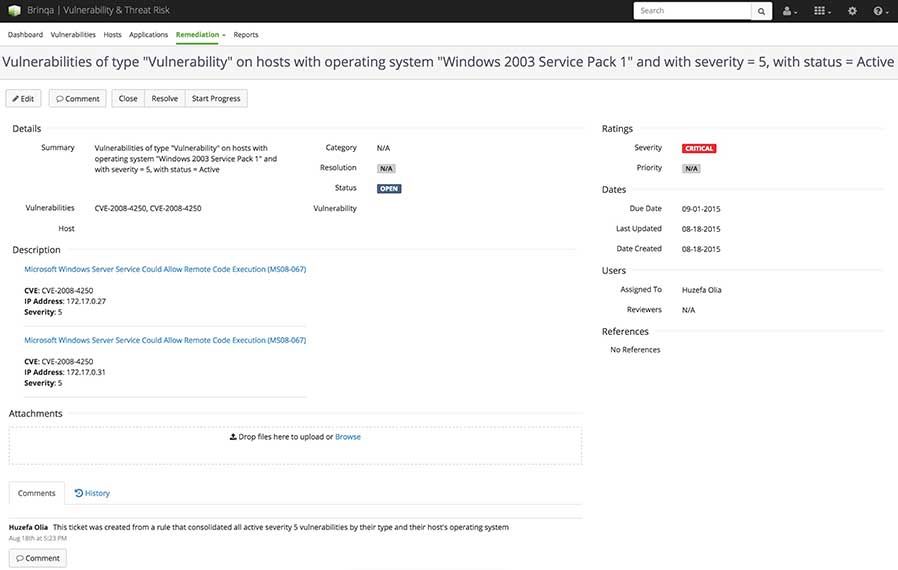 Brinqa | Vulnerability & Threat Risk
Search
Dashboard Vulnerabilities Hosts Applications Remediation Reports
Vulnerabilities of type "Vulnerability" on hosts with operating system "Windows 2003 Service Pack 1" and with severity = 5, with status = Active
Edit Comment Close Resolve Start Progress
Details
Summary Vulnerabilities of type "Vulnerability" on hosts with
operating system "Windows 2003 Service Pack 1" and
with severity = 5, with status = Active
Category N/A
Resolution N/A
Status OPEN
Vulnerabilities CVE-2008-4250, CVE-2008-4250
Vulnerability
Host
Description
Microsoft Windows Server Service Could Allow Remote Code Execution (MS08-067)
CVE: CVE-2008-4250
IP Address: 172.17.0.27
Severity: 5
Microsoft Windows Server Service Could Allow Remote Code Execution (MS08-067)
CVE: CVE-2008-4250
IP Address: 172.17.0.31
Severity: 5
Attachments
Drop files here to upload or Browse
Comments History
Huzefa Olia This ticket was created from a rule that consolidated all active severity 5 vulnerabilities by their type and their host's operating system
Aug 18th at 5:23 PM
Comment
Ratings
Severity CRITICAL
Priority N/A
Dates
Due Date 09-01-2015
Last Updated 08-18-2015
Date Created 08-18-2015
Users
Assigned To Huzefa Olia
Reviewers N/A
References
No References